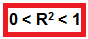 0 < R² < 1